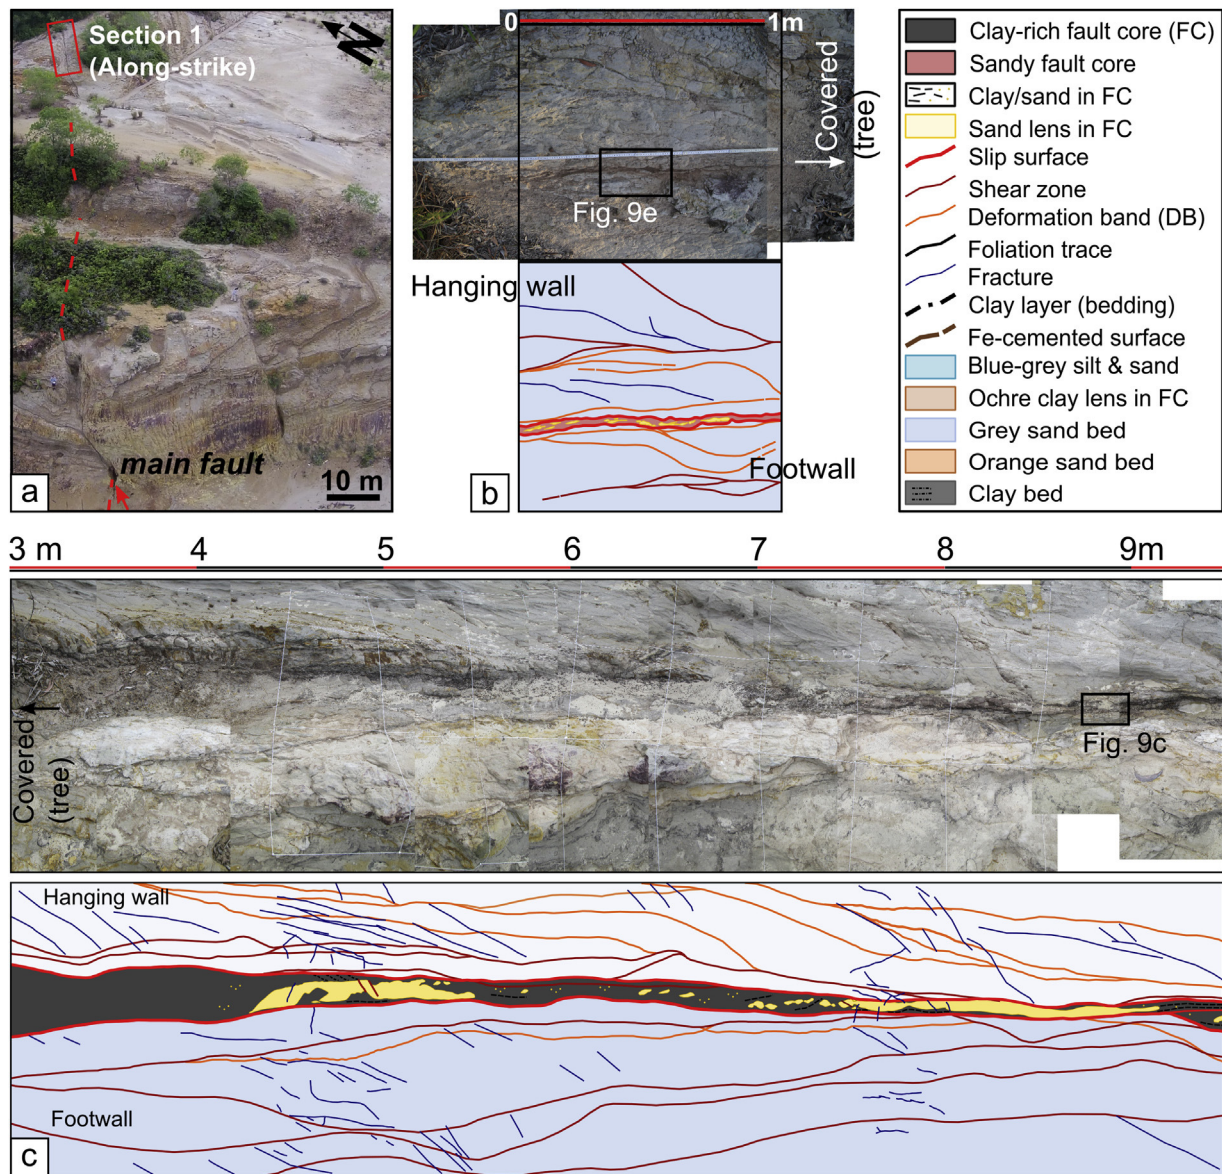 Section 1
(Along-strike)
N
main fault
10 m
a
0
1m
Covered
(tree)
Fig. 9e
Hanging wall
Footwall
b
Clay-rich fault core (FC)
Sandy fault core
Clay/sand in FC
Sand lens in FC
Slip surface
Shear zone
Deformation band (DB)
Foliation trace
Fracture
Clay layer (bedding)
Fe-cemented surface
Blue-grey silt & sand
Ochre clay lens in FC
Grey sand bed
Orange sand bed
Clay bed
3 m 4 5 6 7 8 9m
Covered
(tree)
Fig. 9c
Hanging wall
Footwall
c